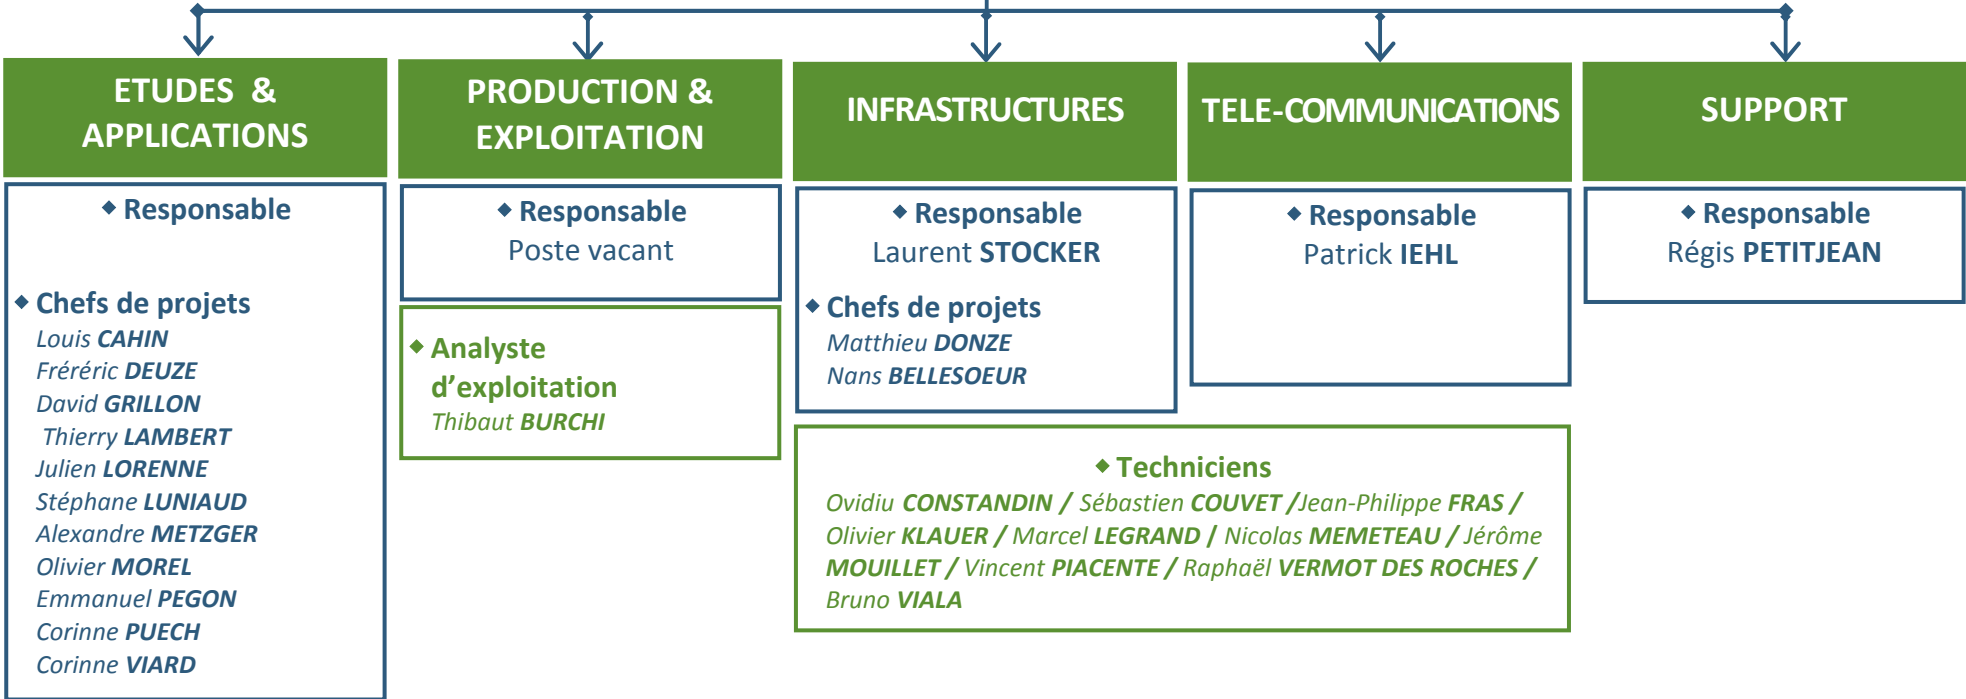 ETUDES &
APPLICATIONS
◆ Responsable
◆ Chefs de projets
Louis CAHIN
Fréréric DEUZE
David GRILLON
Thierry LAMBERT
Julien LORENNE
Stéphane LUNIAUD
Alexandre METZGER
Olivier MOREL
Emmanuel PEGON
Corinne PUECH
Corinne VIARD
PRODUCTION &
EXPLOITATION
◆ Responsable
Poste vacant
◆ Analyste
d’exploitation
Thibaut BURCHI
INFRASTRUCTURES
◆ Responsable
Laurent STOCKER
◆ Chefs de projets
Matthieu DONZE
Nans BELLESOEUR
TELE-COMMUNICATIONS
◆ Responsable
Patrick IEHL
◆ Techniciens
Ovidiu CONSTANDIN / Sébastien COUVET /Jean-Philippe FRAS /
Olivier KLAUER / Marcel LEGRAND / Nicolas MEMETEAU / Jérôme
MOUILLET / Vincent PIACENTE / Raphaël VERMOT DES ROCHES /
Bruno VIALA
SUPPORT
◆ Responsable
Régis PETITJEAN